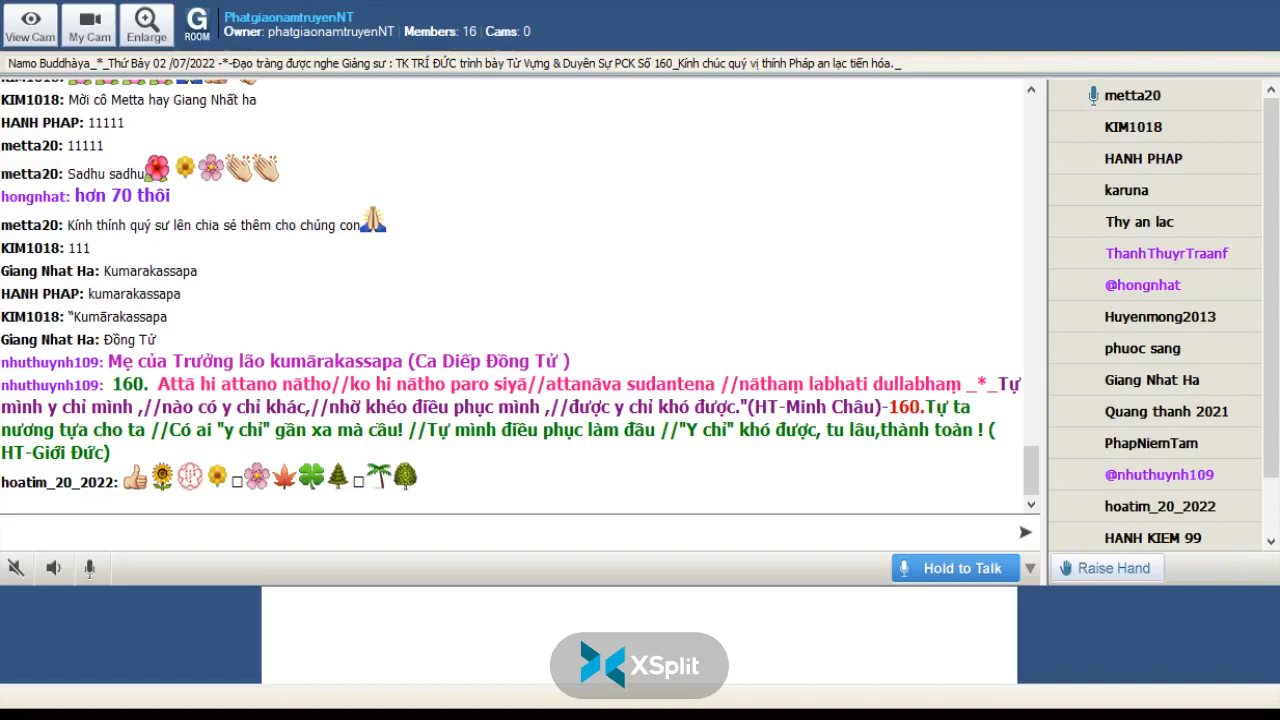 View Cam
My Cam
Enlarge
G
ROOM
PhatgiaonamtruyenNT
Owner: phatgiaonamtruyenNT Members: 16 Cams: 0
Namo Buddhàya_*_Thứ Bảy 02 /07/2022 -*-Đạo tràng được nghe Giảng sư : TK TRÍ ĐỨC trình bày Từ Vựng & Duyên Sự PCK Số 160_Kính chúc quý vị thính Pháp an lạc tiến hóa._
KIM1018:
KIM1018: Mời cô Metta hay Giang Nhất ha
HANH PHAP: 11111
metta20: 11111
metta20: Sadhu sadhu
hongnhat: hơn 70 thôi
metta20: Kính thỉnh quý sư lên chia sẻ thêm cho chúng con
KIM1018: 111
Giang Nhat Ha: Kumarakassapa
HANH PHAP: kumarakassapa
KIM1018: “Kumārakassapa
Giang Nhat Ha: Đồng Tử
nhuthuynh109: Mẹ của Trưởng lão kumārakassapa (Ca Diếp Đồng Tử )
nhuthuynh109: 160. Attā hi attano nātho//ko hi nātho paro siyā//attanāva sudantena //nāthaṃ labhati dullabhaṃ _*_Tự
mình y chỉ mình ,//nào có y chỉ khác,//nhờ khéo điều phục mình ,//được y chỉ khó được."(HT-Minh Châu)-160.Tự ta
nương tựa cho ta //Có ai "y chỉ" gần xa mà cầu! //Tự mình điều phục làm đầu //"Y chỉ" khó được, tu lâu,thành toàn ! (
HT-Giới Đức)
hoatim_20_2022:
Hold to Talk
metta20
KIM1018
HANH PHAP
karuna
Thy an lac
ThanhThuyrTraanf
@hongnhat
Huyenmong2013
phuoc sang
Giang Nhat Ha
Quang thanh 2021
PhapNiemTam
@nhuthuynh109
hoatim_20_2022
HANH KIEM 99
Raise Hand
XSplit